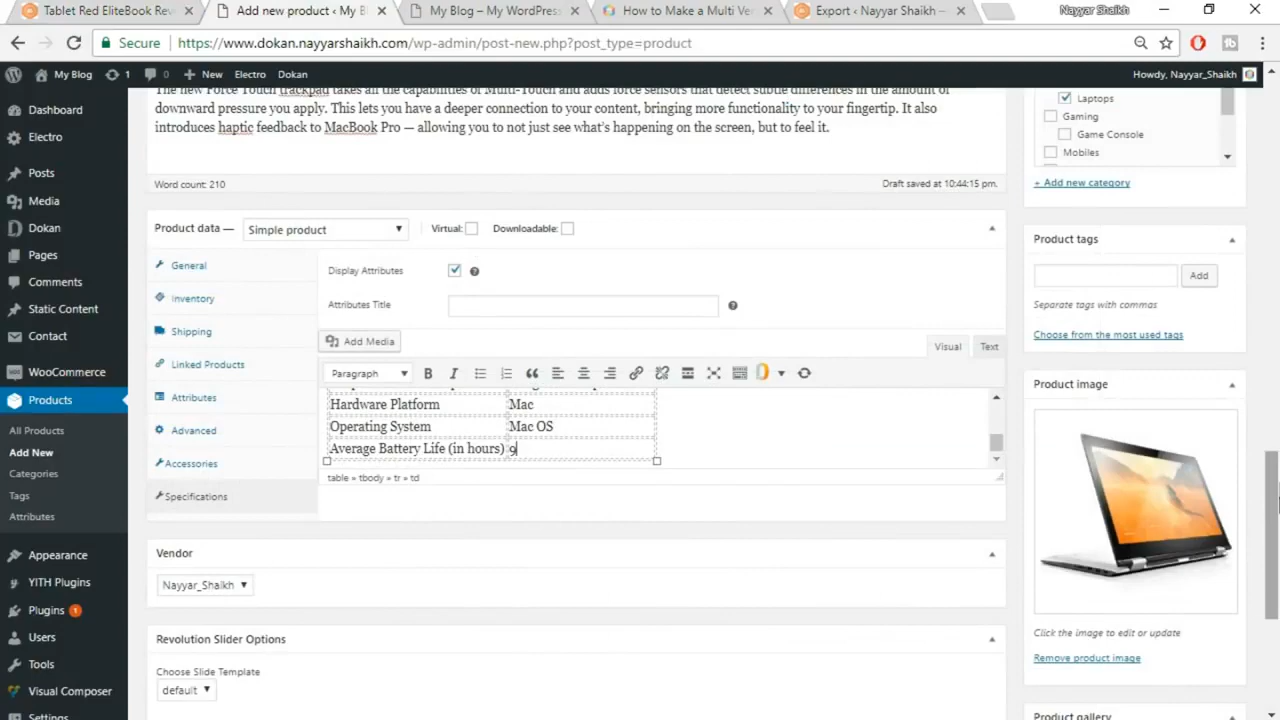 Tablet Red EliteBook Rev
Add new product ‹ My Bl
My Blog – My WordPress
How to Make a Multi Ve
Export ‹ Nayyar Shaikh —
Nayyar Shaikh
Secure
https://www.dokan.nayyarshaikh.com/wp-admin/post-new.php?post_type=product
My Blog
1
0
New
Electro
Dokan
Howdy, Nayyar_Shaikh
Dashboard
Electro
Posts
Media
Dokan
Pages
Comments
Static Content
Contact
WooCommerce
Products
All Products
Add New
Categories
Tags
Attributes
Appearance
YITH Plugins
Plugins 1
Users
Tools
Visual Composer
Settings
The new Force Touch trackpad takes all the capabilities of Multi-Touch and adds force sensors that detect subtle differences in the amount of
downward pressure you apply. This lets you have a deeper connection to your content, bringing more functionality to your fingertip. It also
introduces haptic feedback to MacBook Pro — allowing you to not just see what's happening on the screen, but to feel it.
Word count: 210
Draft saved at 10:44:15 pm.
Product data —
Simple product
Virtual:
Downloadable:
General
Inventory
Shipping
Linked Products
Attributes
Advanced
Accessories
Specifications
Display Attributes
Attributes Title
Add Media
Visual
Text
Paragraph
Hardware Platform
Mac
Operating System
Mac OS
Average Battery Life (in hours)
9
table » tbody » tr » td
Vendor
Nayyar_Shaikh
Revolution Slider Options
Choose Slide Template
default
Laptops
Gaming
Game Console
Mobiles
+ Add new category
Product tags
Add
Separate tags with commas
Choose from the most used tags
Product image
Click the image to edit or update
Remove product image
Product gallery